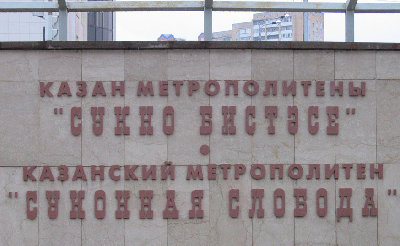 КАЗАН МЕТРОПОЛИТЕНЫ
"СУКНО БИСТӘСЕ"
КАЗАНСКИЙ МЕТРОПОЛИТЕН
"СУКОННАЯ СЛОБОДА"